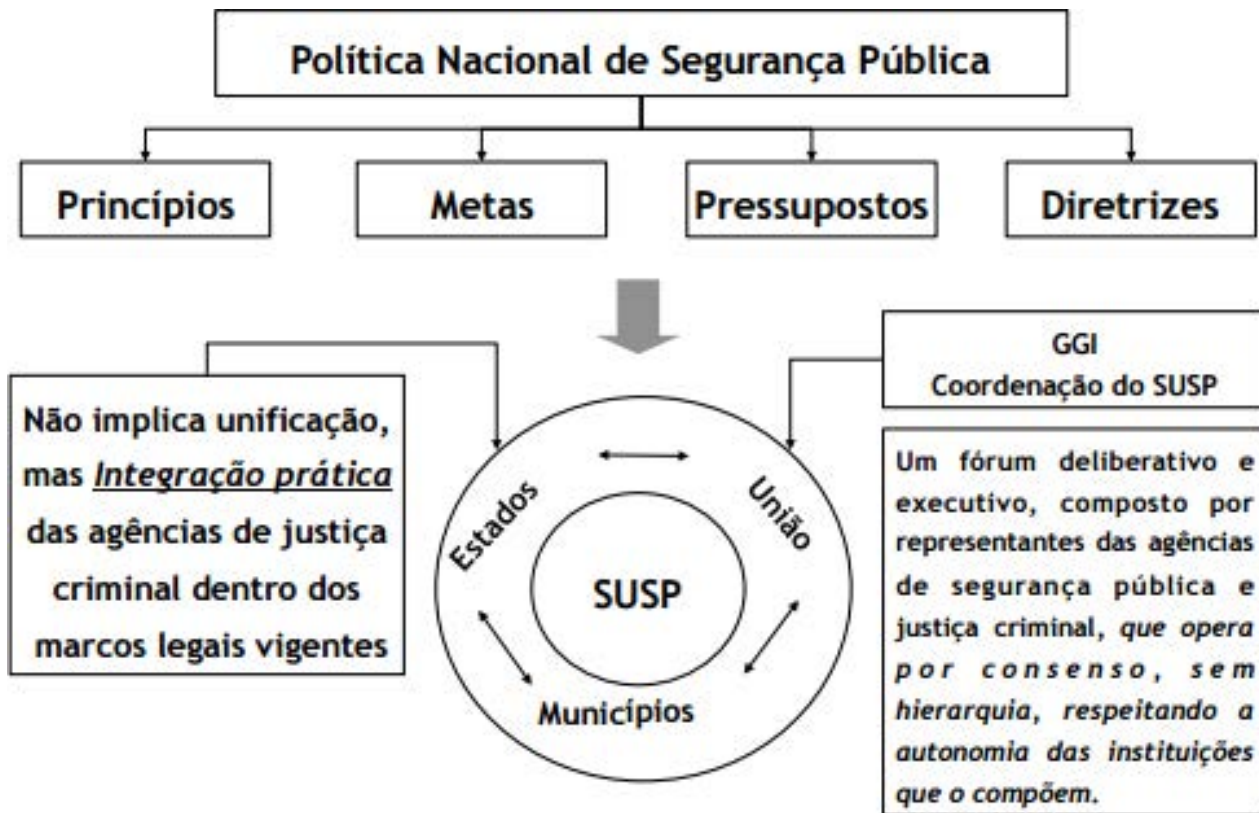 Política Nacional de Segurança Pública
Princípios
Metas
Pressupostos
Diretrizes
Não implica unificação,
mas Integração prática
das agências de justiça
criminal dentro dos
marcos legais vigentes
Estados
União
SUSP
Municípios
GGI
Coordenação do SUSP
Um fórum deliberativo e
executivo, composto por
representantes das agências
de segurança pública e
justiça criminal, que opera
por consenso, sem
hierarquia, respeitando a
autonomia das instituições
que o compõem.